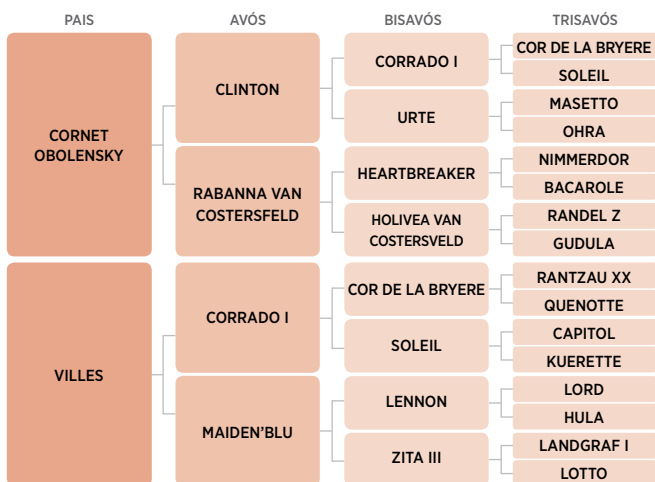 PAIS
AVÓS
BISAVÓS
TRISAVÓS
CORNET
OBOLENSKY
CLINTON
CORRADO I
COR DE LA BRYERE
SOLEIL
URTE
MASETTO
OHRA
RABANNA VAN
COSTERSFELD
HEARTBREAKER
NIMMERDOR
BACAROLE
HOLIVEA VAN
COSTERSVELD
RANDEL Z
GUDULA
VILLES
CORRADO I
COR DE LA BRYERE
RANTZAU XX
QUENOTTE
SOLEIL
CAPITOL
KUERETTE
MAIDEN'BLU
LENNON
LORD
HULA
ZITA III
LANDGRAF I
LOTTO